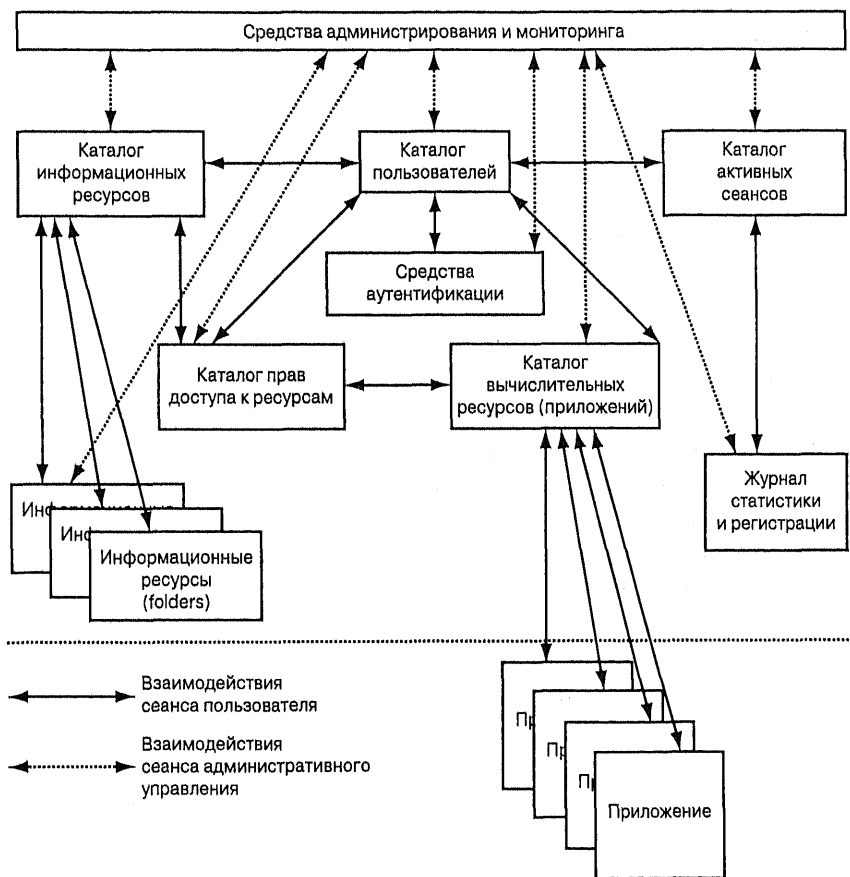 Средства администрирования и мониторинга
Каталог
информационных
ресурсов
Каталог
пользователей
Каталог
активных
сеансов
Средства
аутентификации
Каталог прав
доступа к ресурсам
Каталог
вычислительных
ресурсов (приложений)
Журнал
статистики
и регистрации
Информационные
ресурсы
(folders)
Взаимодействия
сеанса пользователя
Взаимодействия
сеанса административного
управления
Приложение